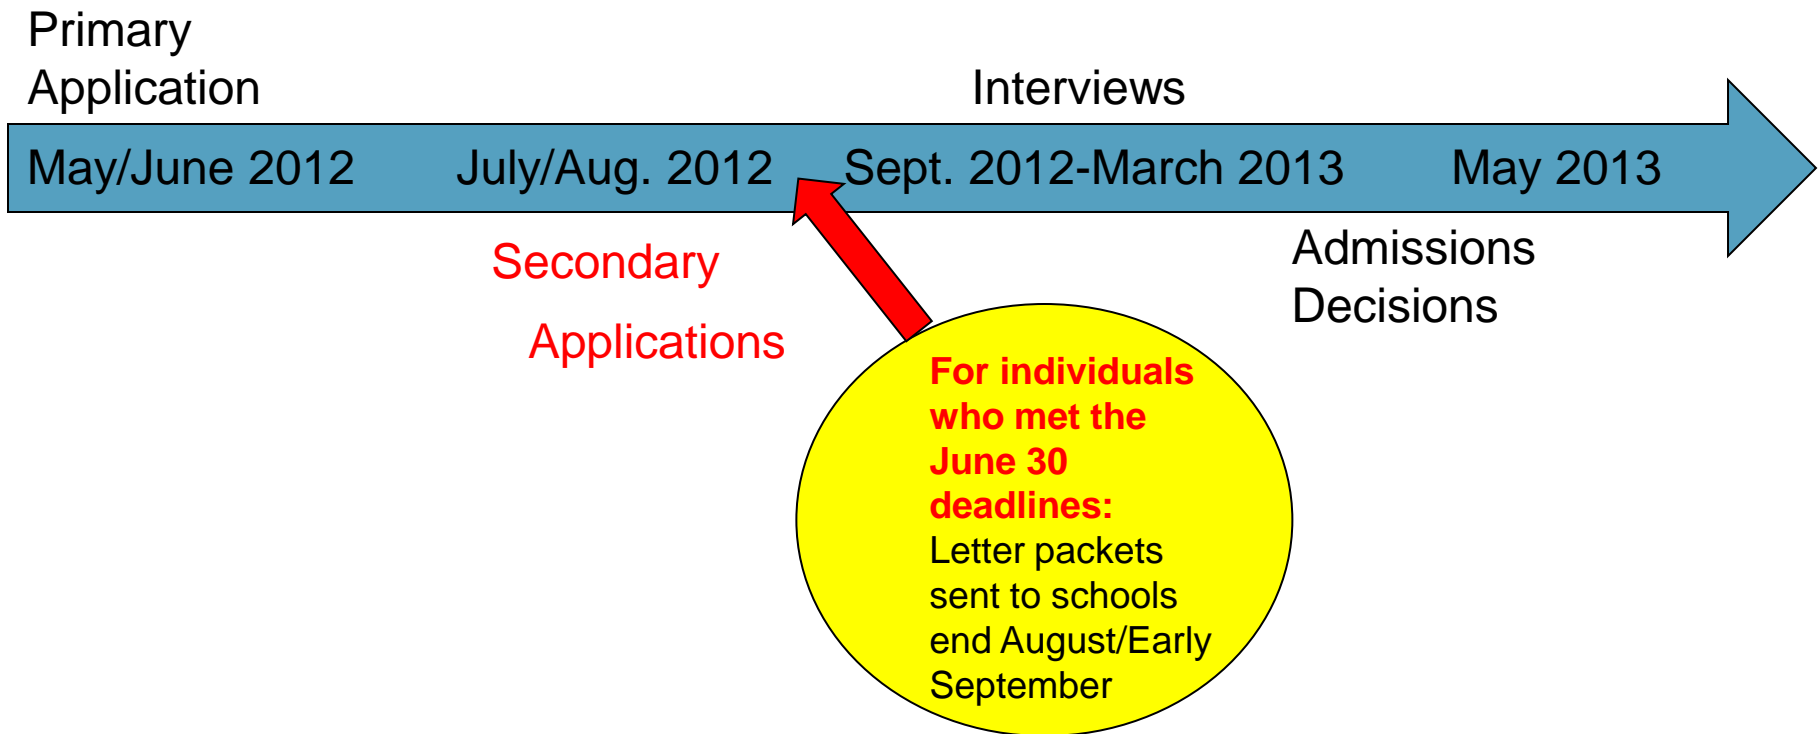 Primary
Application
Interviews
May/June 2012
July/Aug. 2012
Sept. 2012-March 2013
May 2013
Secondary
Applications
Admissions
Decisions
For individuals
who met the
June 30
deadlines:
Letter packets
sent to schools
end August/Early
September